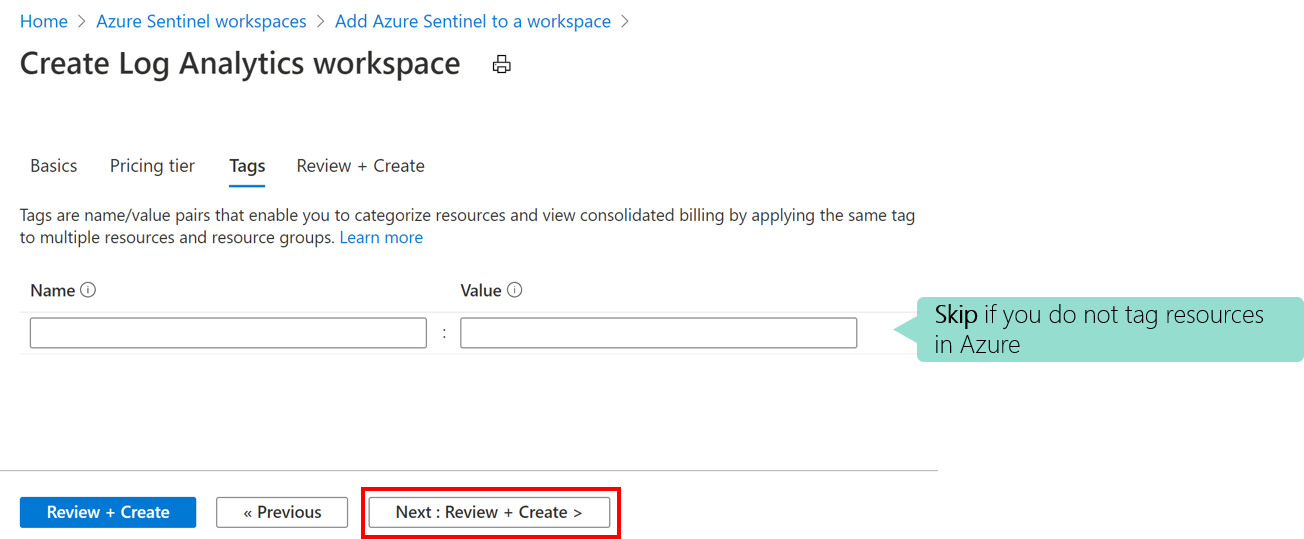 Home > Azure Sentinel workspaces > Add Azure Sentinel to a workspace >
Create Log Analytics workspace
Basics Pricing tier Tags Review + Create
Tags are name/value pairs that enable you to categorize resources and view consolidated billing by applying the same tag
to multiple resources and resource groups. Learn more
Name Value
:
Skip if you do not tag resources
in Azure
Review + Create « Previous Next : Review + Create >